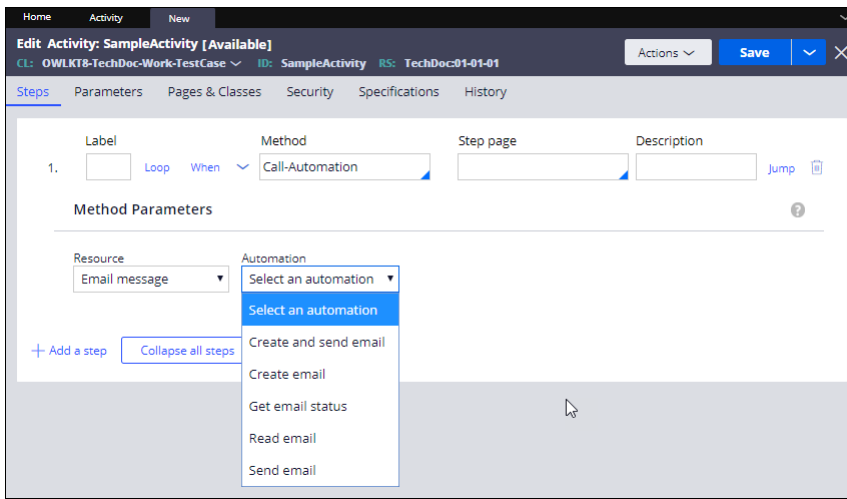 Home Activity New
Edit Activity: SampleActivity [Available]
Actions Save
CL: OWLKT8-TechDoc-Work-TestCase ID: SampleActivity RS: TechDoc:01-01-01
Steps Parameters Pages & Classes Security Specifications History
Label Method Step page Description
1. Loop When Call-Automation Jump
Method Parameters ?
Resource Automation
Email message Select an automation
Select an automation
Create and send email
+ Add a step Collapse all steps
Create email
Get email status
Read email
Send email